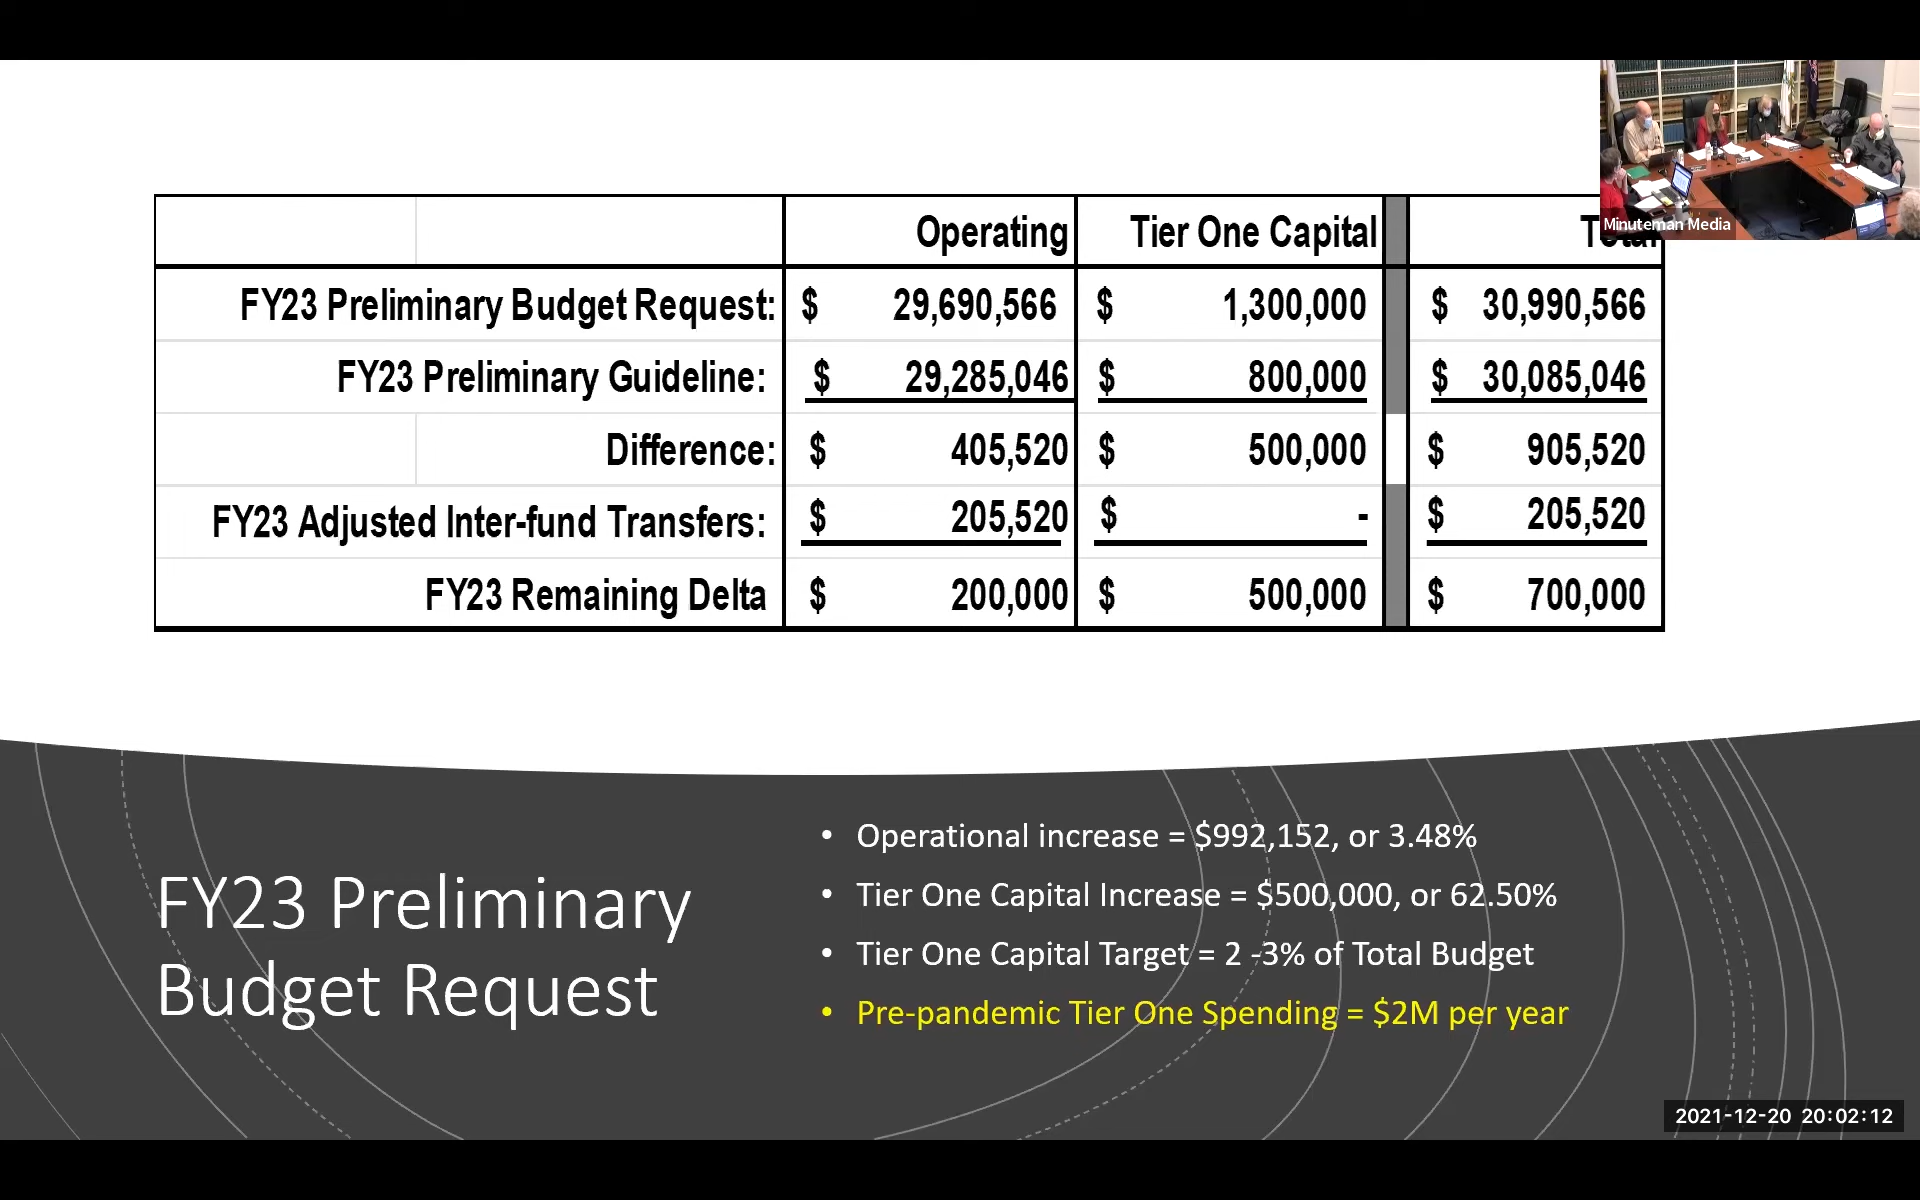 Operating Tier One Capital Total
FY23 Preliminary Budget Request: $ 29,690,566 $ 1,300,000 $ 30,990,566
FY23 Preliminary Guideline: $ 29,285,046 $ 800,000 $ 30,085,046
Difference: $ 405,520 $ 500,000 $ 905,520
FY23 Adjusted Inter-fund Transfers: $ 205,520 $ - $ 205,520
FY23 Remaining Delta $ 200,000 $ 500,000 $ 700,000
Minuteman Media
FY23 Preliminary
Budget Request
• Operational increase = $992,152, or 3.48%
• Tier One Capital Increase = $500,000, or 62.50%
• Tier One Capital Target = 2 -3% of Total Budget
• Pre-pandemic Tier One Spending = $2M per year
2021-12-20 20:02:12